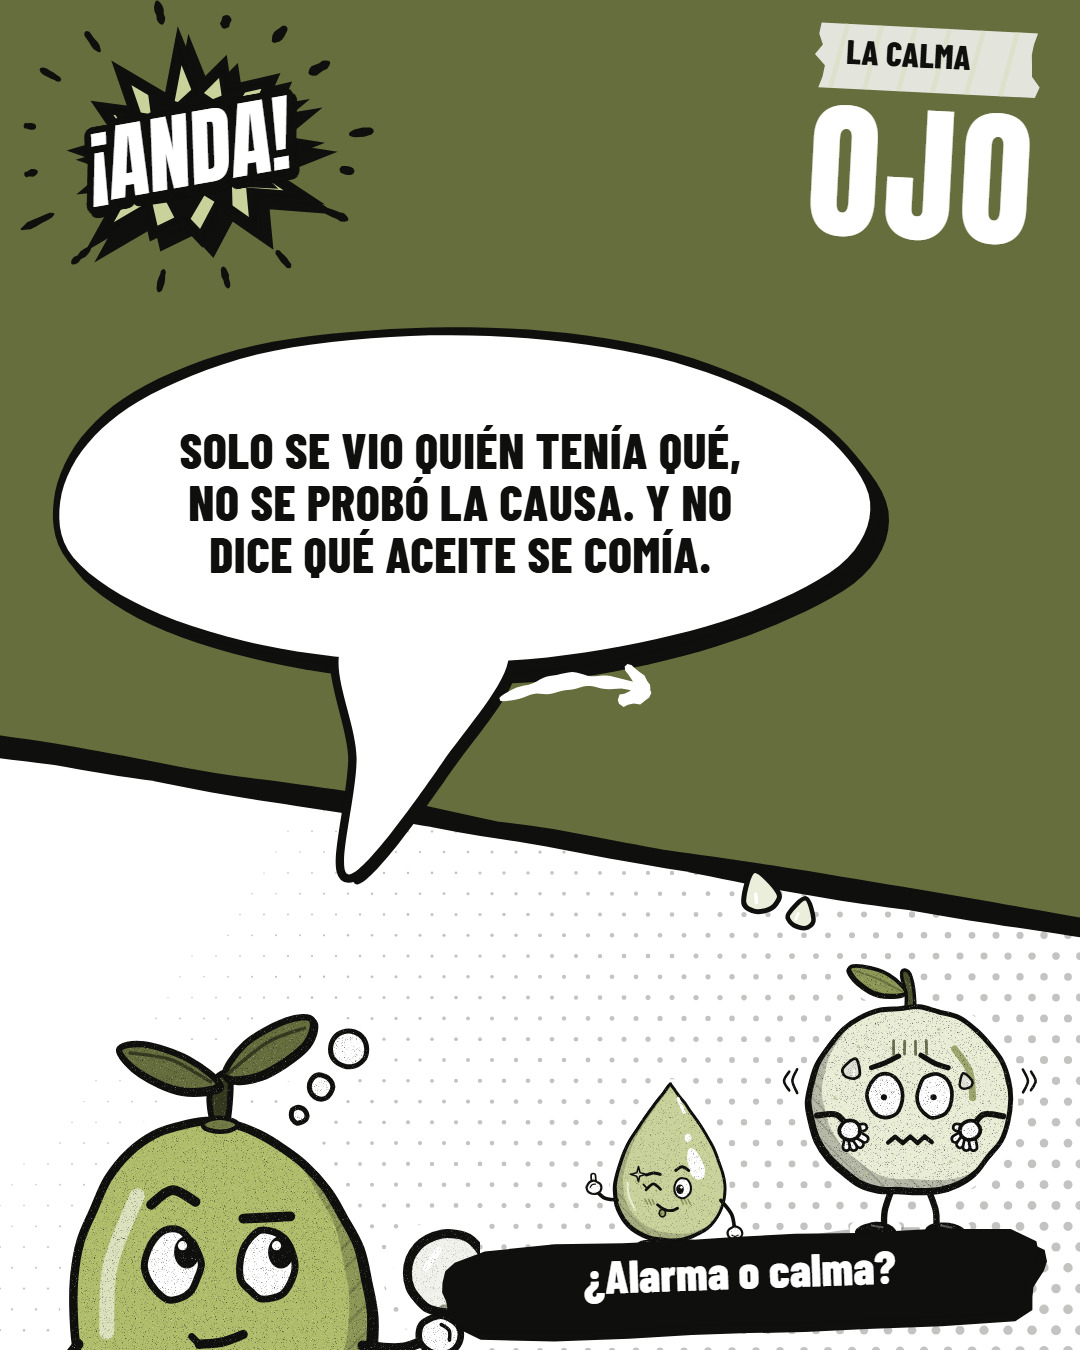 ¡ANDA!
LA CALMA
OJO
SOLO SE VIO QUIÉN TENÍA QUÉ,
NO SE PROBÓ LA CAUSA. Y NO
DICE QUÉ ACEITE SE COMÍA.
¿Alarma o calma?